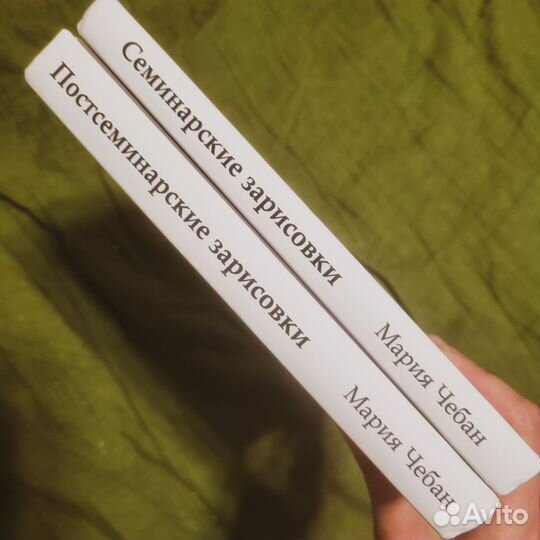 Семинарские зарисовки
Мария Чебан
Постсеминарские зарисовки
Мария Чебан
Avito